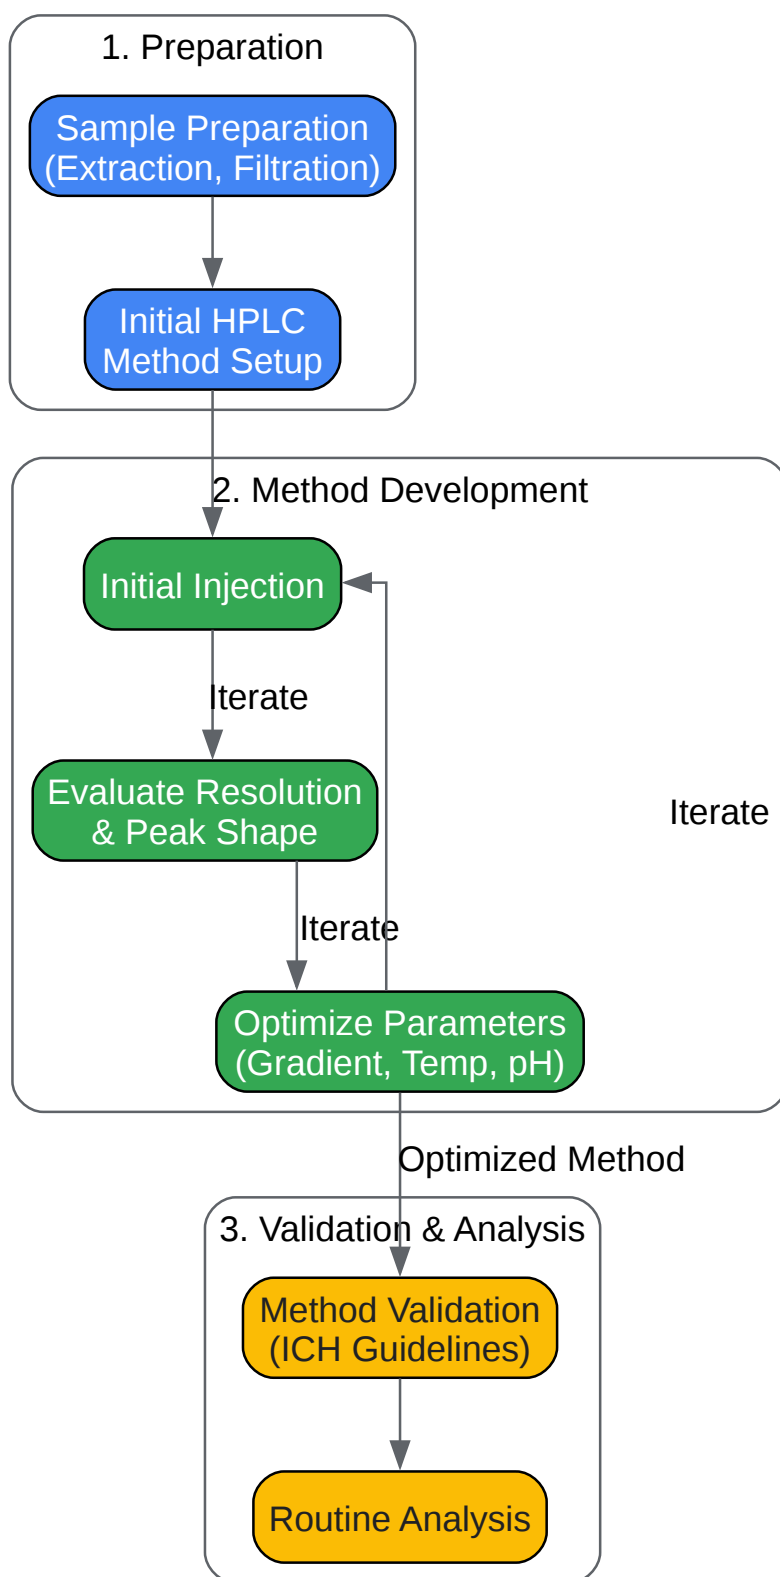 1. Preparation
Sample Preparation
(Extraction, Filtration)
Initial HPLC
Method Setup
2. Method Development
Initial Injection
Iterate
Evaluate Resolution
& Peak Shape
Iterate
Iterate
Optimize Parameters
(Gradient, Temp, pH)
Optimized Method
3. Validation & Analysis
Method Validation
(ICH Guidelines)
Routine Analysis